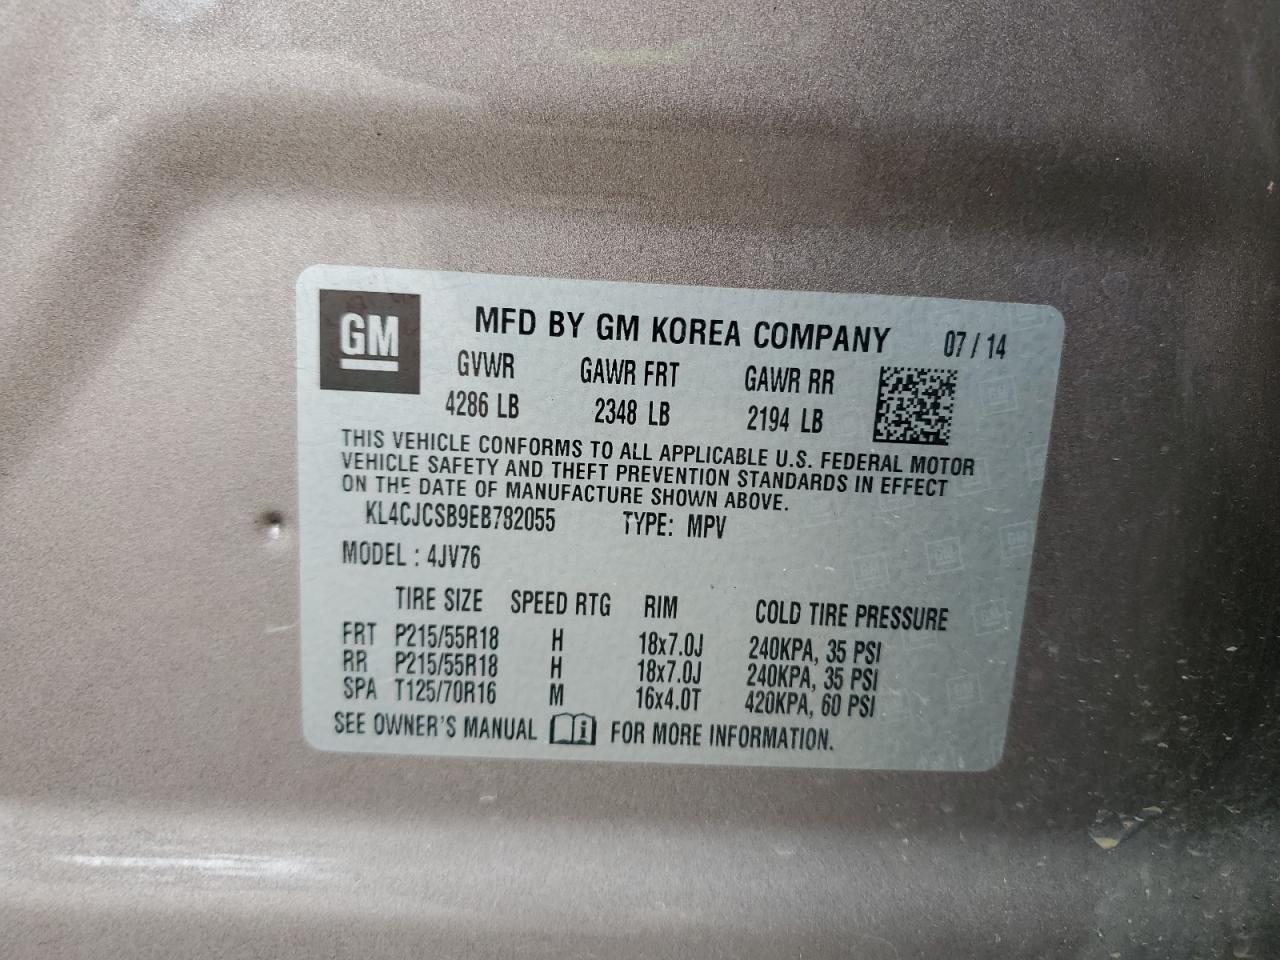 GM
MFD BY GM KOREA COMPANY 07/14
GVWR GAWR FRT GAWR RR
4286 LB 2348 LB 2194 LB
THIS VEHICLE CONFORMS TO ALL APPLICABLE U.S. FEDERAL MOTOR
VEHICLE SAFETY AND THEFT PREVENTION STANDARDS IN EFFECT
ON THE DATE OF MANUFACTURE SHOWN ABOVE.
KL4CJCSB9EB782055 TYPE: MPV
MODEL : 4JV76
TIRE SIZE SPEED RTG RIM COLD TIRE PRESSURE
FRT P215/55R18 H 18x7.0J 240KPA, 35 PSI
RR P215/55R18 H 18x7.0J 240KPA, 35 PSI
SPA T125/70R16 M 16x4.0T 420KPA, 60 PSI
SEE OWNER'S MANUAL i FOR MORE INFORMATION.